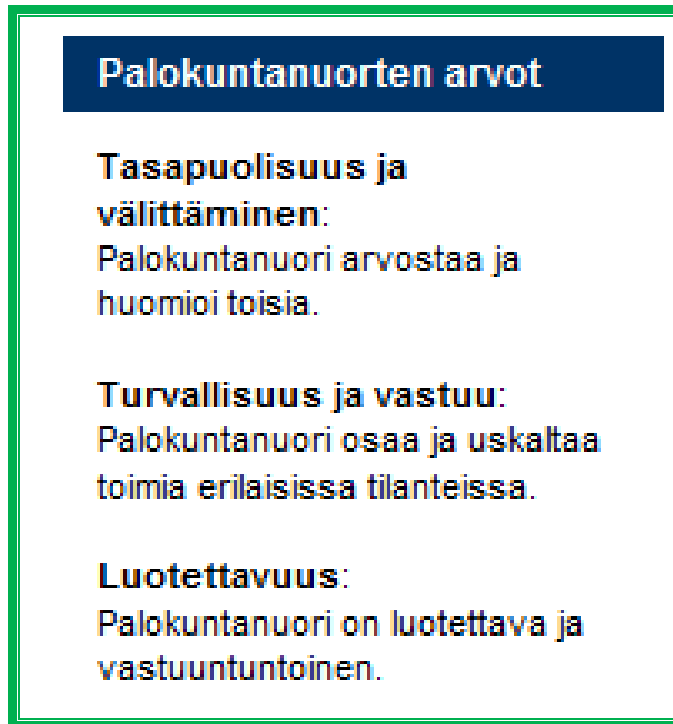 Palokuntanuorten arvot
Tasapuolisuus ja
välittäminen:
Palokuntanuori arvostaa ja
huomioi toisia.
Turvallisuus ja vastuu:
Palokuntanuori osaa ja uskaltaa
toimia erilaisissa tilanteissa.
Luotettavuus:
Palokuntanuori on luotettava ja
vastuuntuntoinen.